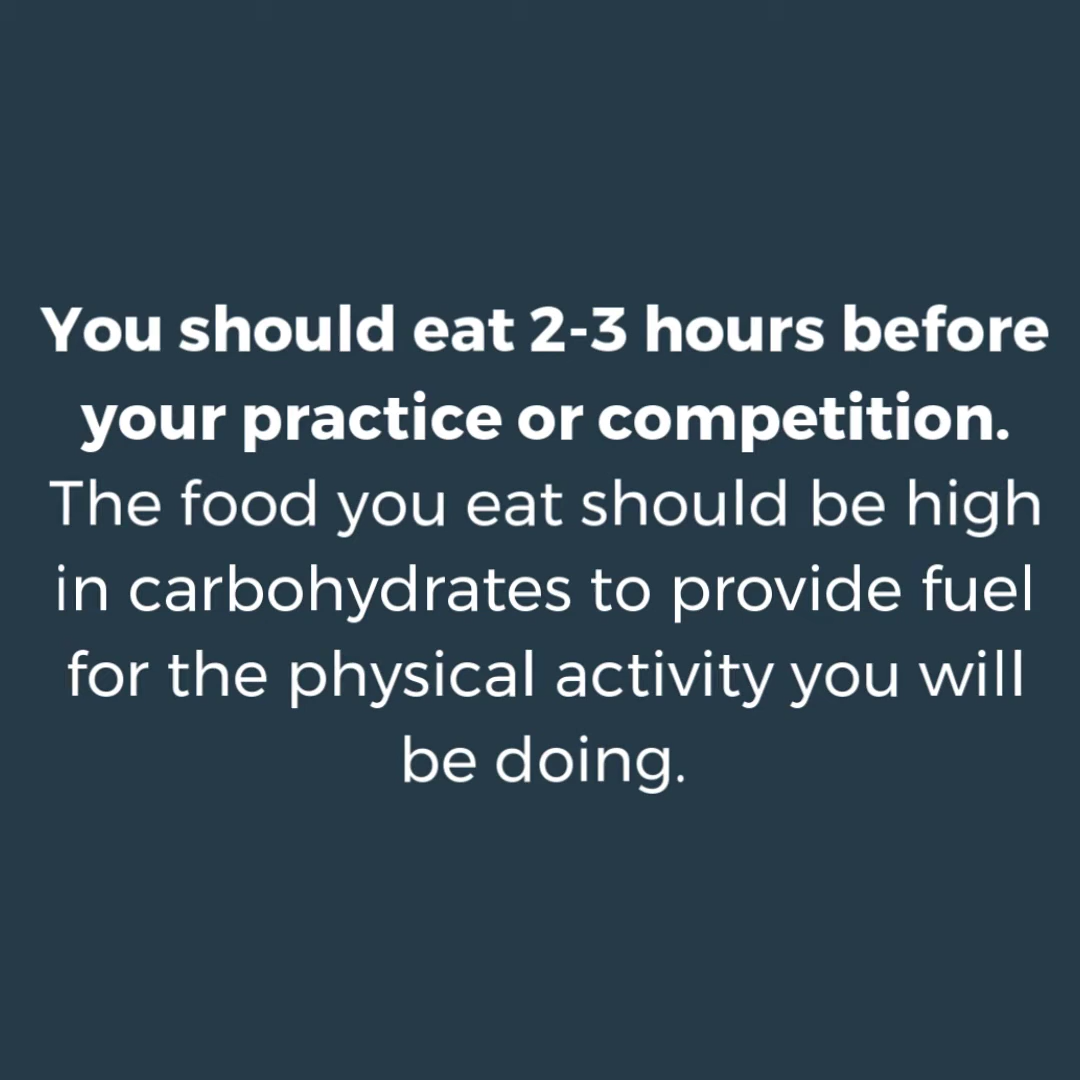 You should eat 2-3 hours before
your practice or competition.
The food you eat should be high
in carbohydrates to provide fuel
for the physical activity you will
be doing.